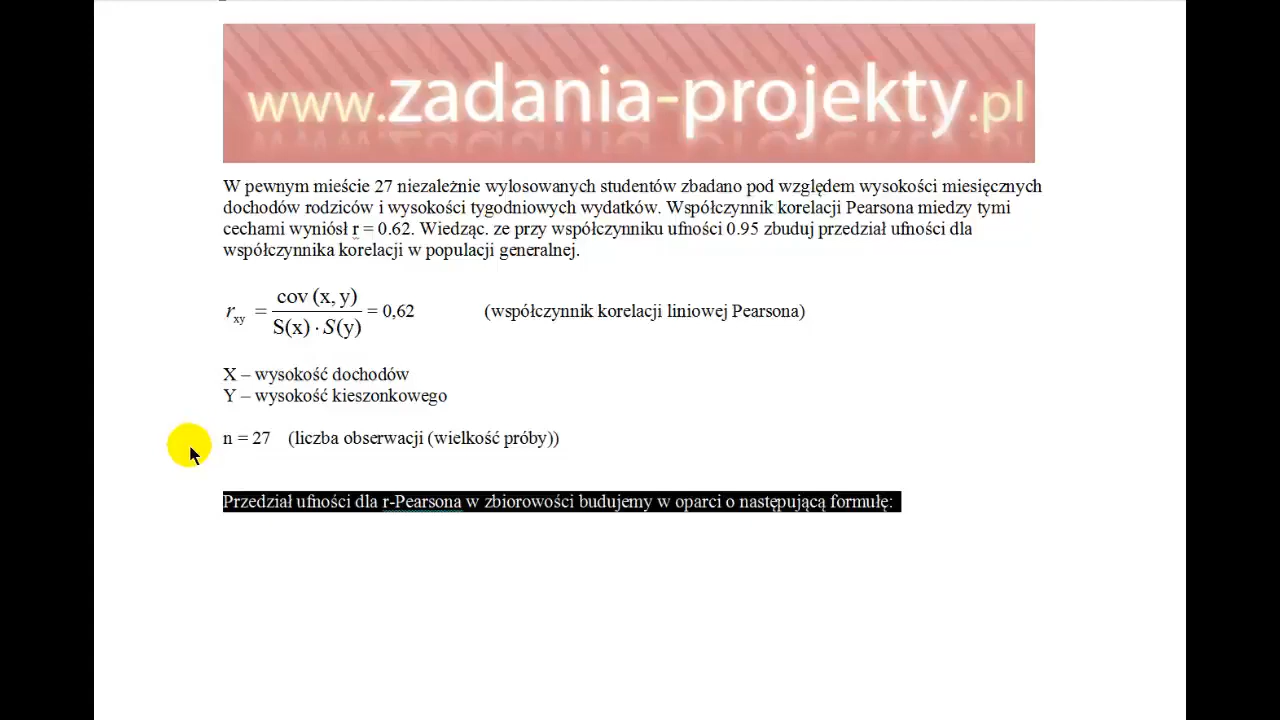 www.zadania-projekty.pl
W pewnym mieście 27 niezależnie wylosowanych studentów zbadano pod względem wysokości miesięcznych
dochodów rodziców i wysokości tygodniowych wydatków. Współczynnik korelacji Pearsona miedzy tymi
cechami wyniósł r = 0.62. Wiedząc. ze przy współczynniku ufności 0.95 zbuduj przedział ufności dla
współczynnika korelacji w populacji generalnej.
r_xy = cov (x, y) / S(x) · S(y) = 0,62 (współczynnik korelacji liniowej Pearsona)
X – wysokość dochodów
Y – wysokość kieszonkowego
n = 27 (liczba obserwacji (wielkość próby))
Przedział ufności dla r-Pearsona w zbiorowości budujemy w oparci o następującą formułę: